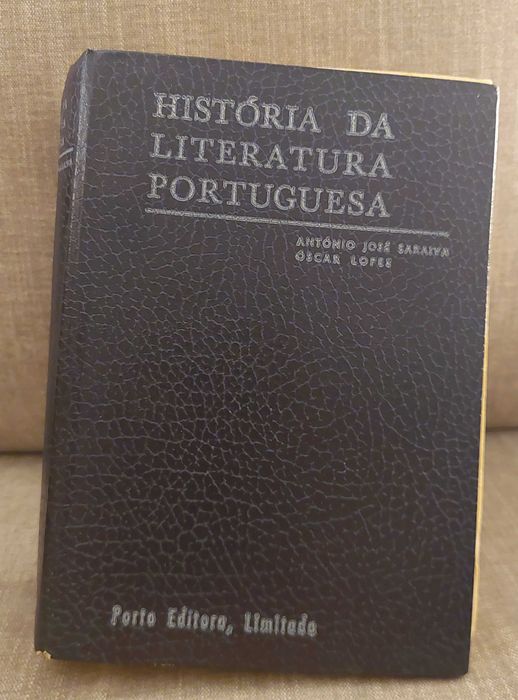 HISTÓRIA DA
LITERATURA
PORTUGUESA
ANTÓNIO JOSÉ SARAIVA
ÓSCAR LOPES
Porto Editora, Limitada